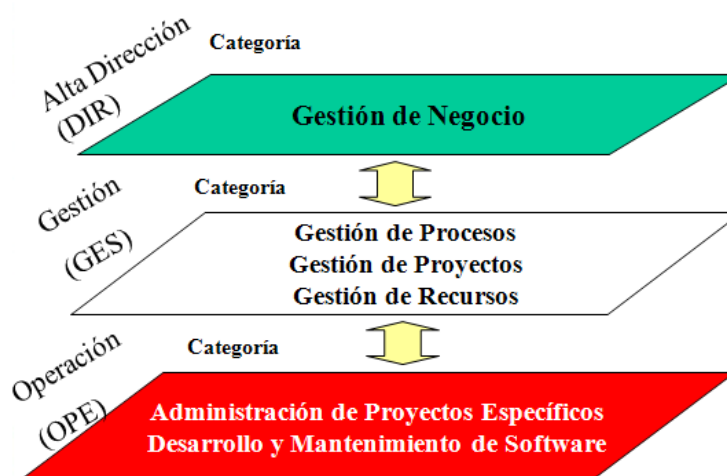 Alta Dirección
(DIR)
Categoría
Gestión de Negocio
Gestión
(GES)
Categoría
Gestión de Procesos
Gestión de Proyectos
Gestión de Recursos
Operación
(OPE)
Categoría
Administración de Proyectos Específicos
Desarrollo y Mantenimiento de Software